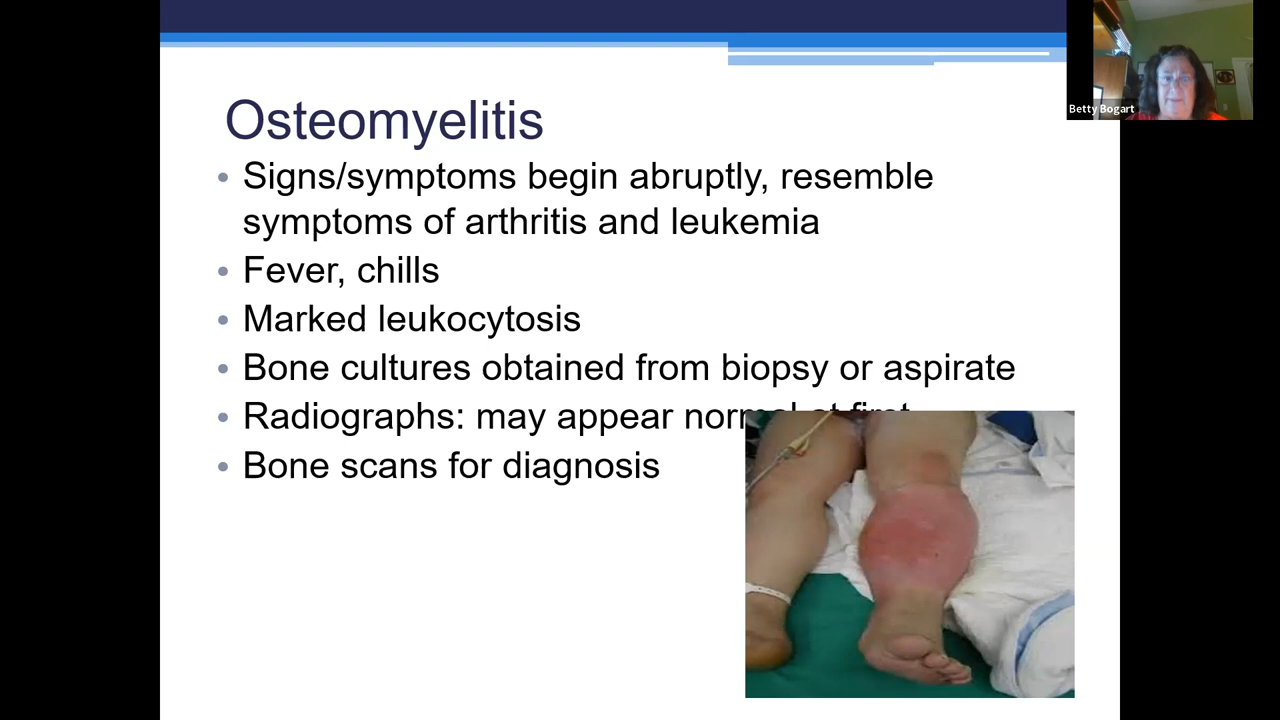 Betty Bogart
Osteomyelitis
• Signs/symptoms begin abruptly, resemble
symptoms of arthritis and leukemia
• Fever, chills
• Marked leukocytosis
• Bone cultures obtained from biopsy or aspirate
• Radiographs: may appear normal at first
• Bone scans for diagnosis